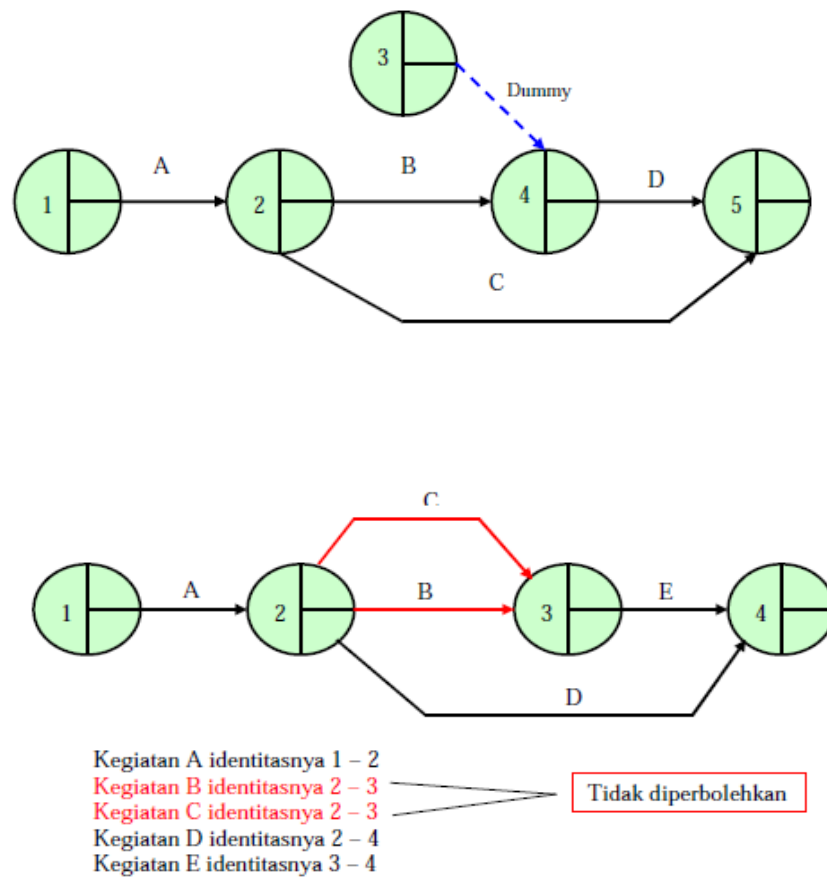 3
Dummy
A
B
D
1
2
4
5
C
C
A
B
E
1
2
3
4
D
Kegiatan A identitasnya 1 – 2
Kegiatan B identitasnya 2 – 3
Kegiatan C identitasnya 2 – 3
Tidak diperbolehkan
Kegiatan D identitasnya 2 – 4
Kegiatan E identitasnya 3 – 4